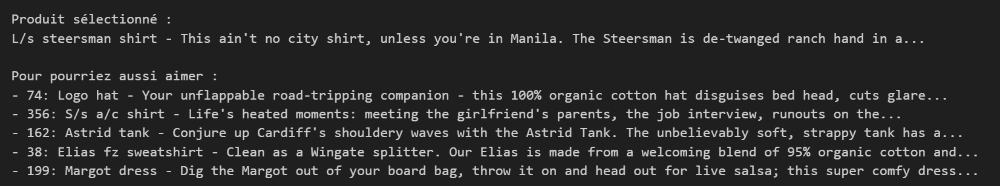 Produit sélectionné :
L/s steersman shirt - This ain't no city shirt, unless you're in Manila. The Steersman is de-twanged ranch hand in a...
Pour pourriez aussi aimer :
- 74: Logo hat - Your unflappable road-tripping companion - this 100% organic cotton hat disguises bed head, cuts glare...
- 356: S/s a/c shirt - Life's heated moments: meeting the girlfriend's parents, the job interview, runouts on the...
- 162: Astrid tank - Conjure up Cardiff's shouldery waves with the Astrid Tank. The unbelievably soft, strappy tank has a...
- 38: Elias fz sweatshirt - Clean as a Wingate splitter. Our Elias is made from a welcoming blend of 95% organic cotton and...
- 199: Margot dress - Dig the Margot out of your board bag, throw it on and head out for live salsa; this super comfy dress...